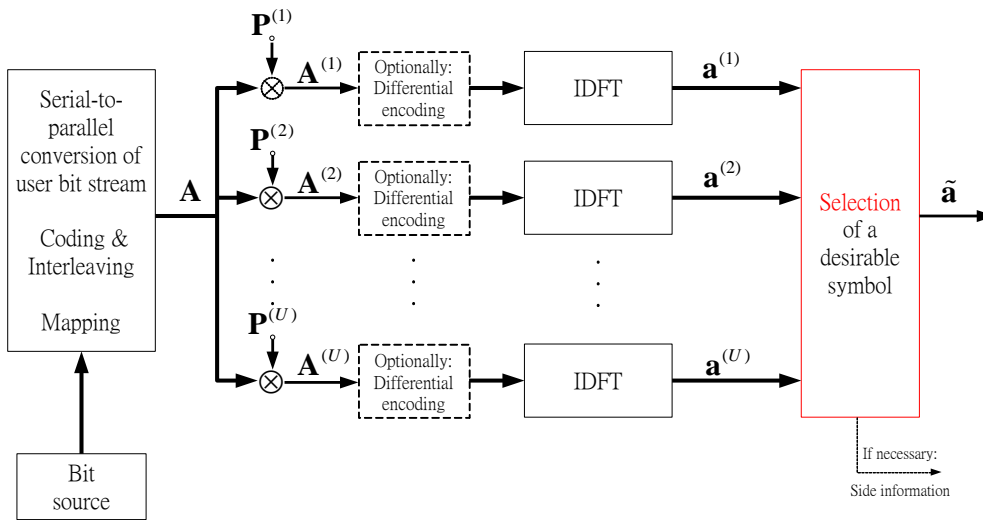 P^(1)
A^(1)
Optionally:
Differential
encoding
IDFT
a^(1)
Serial-to-
parallel
conversion of
user bit stream
Coding &
Interleaving
Mapping
A
P^(2)
A^(2)
Optionally:
Differential
encoding
IDFT
a^(2)
Selection
of a
desirable
symbol
ã
P^(U)
A^(U)
Optionally:
Differential
encoding
IDFT
a^(U)
If necessary:
Side information
Bit
source